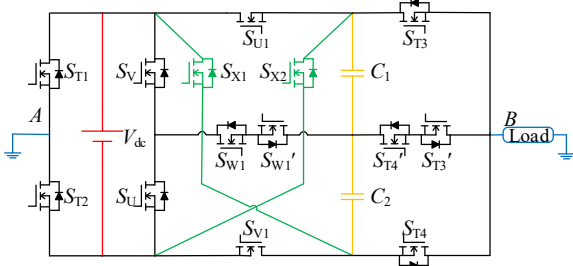 S_U1
S_T3
S_T1
S_V
S_X1
S_X2
C_1
A
V_dc
B
Load
S_W1
S_W1'
S_T4'
S_T3'
S_T2
S_U
C_2
S_V1
S_T4